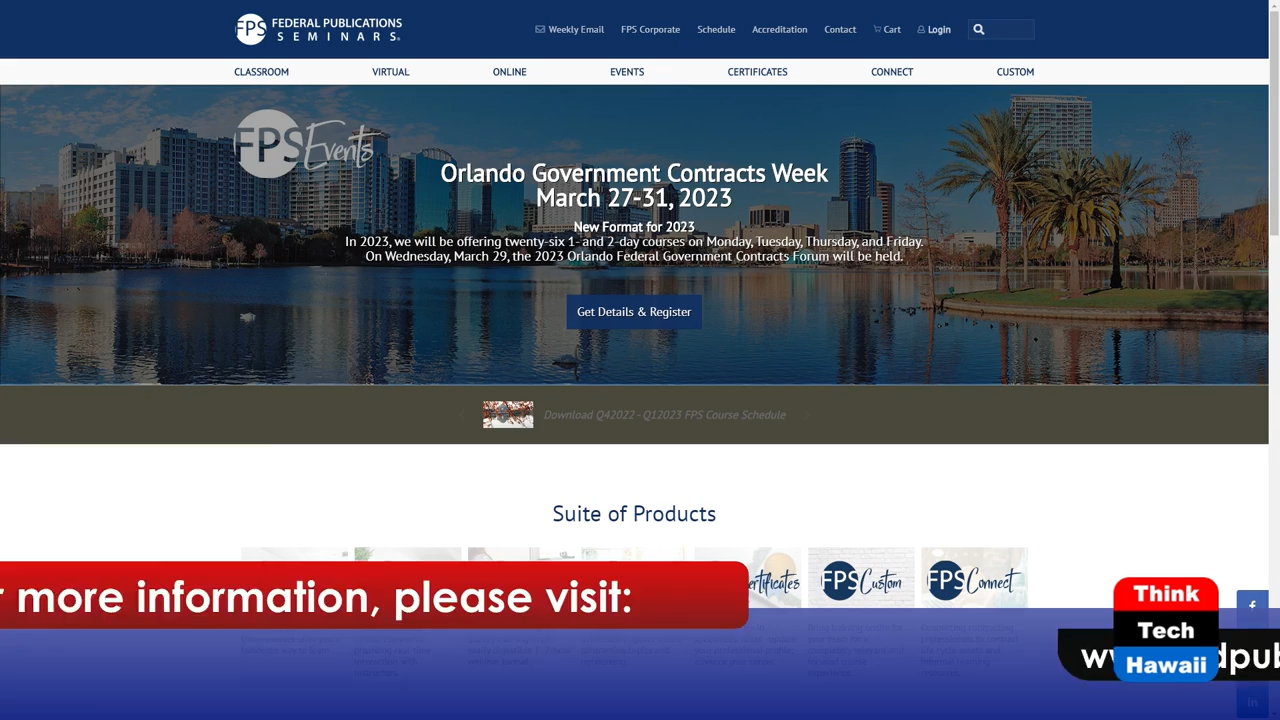 FPS FEDERAL PUBLICATIONS
SEMINARS
Weekly Email FPS Corporate Schedule Accreditation Contact Cart Login
CLASSROOM VIRTUAL ONLINE EVENTS CERTIFICATES CONNECT CUSTOM
FPS Events
Orlando Government Contracts Week
March 27-31, 2023
New Format for 2023
In 2023, we will be offering twenty-six 1- and 2-day courses on Monday, Tuesday, Thursday, and Friday.
On Wednesday, March 29, the 2023 Orlando Federal Government Contracts Forum will be held.
Get Details & Register
Download Q42022 - Q12023 FPS Course Schedule
Suite of Products
ertificates FPS Custom FPS Connect
r more information, please visit:
Think
Tech
Hawaii
ww dpub
f
in